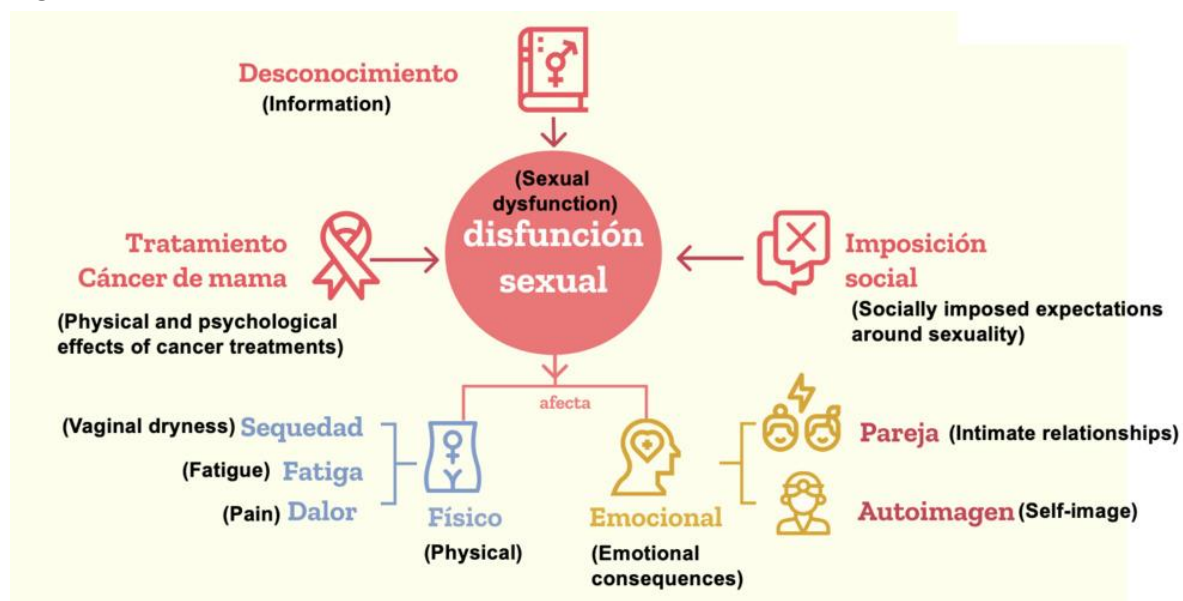 Desconocimiento
(Information)
(Sexual
dysfunction)
disfunción
sexual
Tratamiento
Cáncer de mama
(Physical and psychological
effects of cancer treatments)
Imposición
social
(Socially imposed expectations
around sexuality)
afecta
(Vaginal dryness) Sequedad
(Fatigue) Fatiga
(Pain) Dalor
Físico
(Physical)
Emocional
(Emotional
consequences)
Pareja (Intimate relationships)
Autoimagen (Self-image)